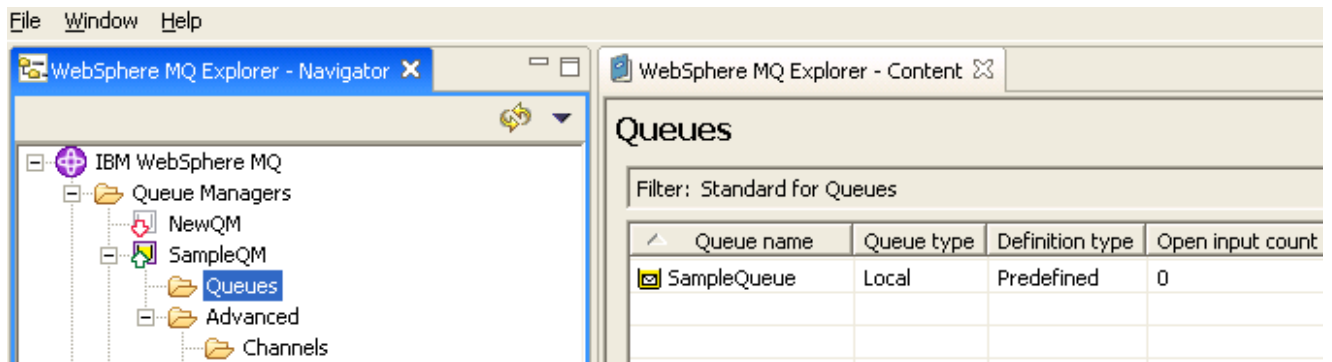 File Window Help
WebSphere MQ Explorer - Navigator
IBM WebSphere MQ
Queue Managers
NewQM
SampleQM
Queues
Advanced
Channels
WebSphere MQ Explorer - Content
Queues
Filter: Standard for Queues
Queue name Queue type Definition type Open input count
SampleQueue Local Predefined 0